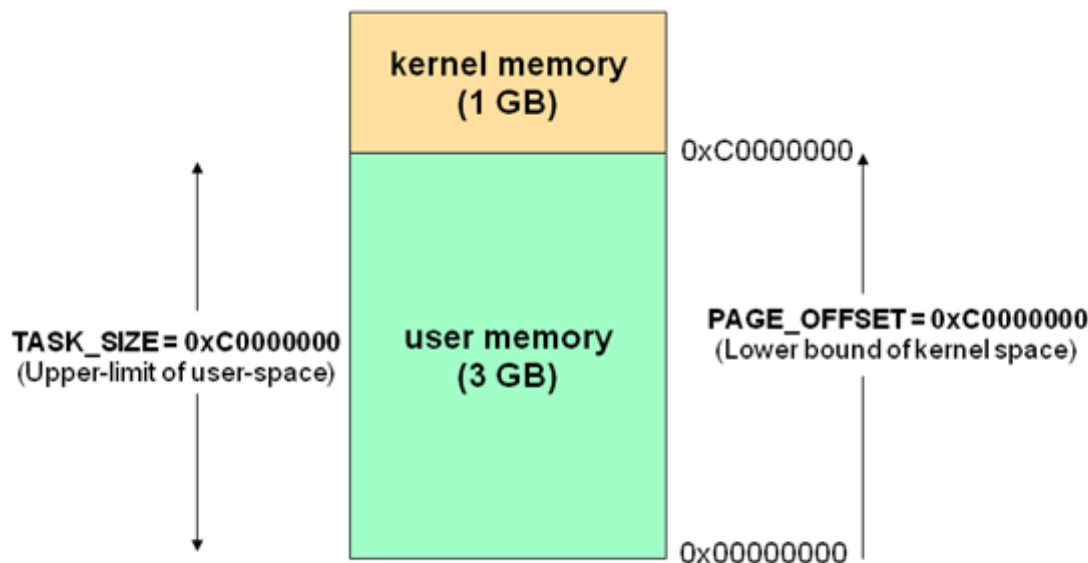 kernel memory
(1 GB)
0xC0000000
TASK_SIZE = 0xC0000000
(Upper-limit of user-space)
user memory
(3 GB)
PAGE_OFFSET = 0xC0000000
(Lower bound of kernel space)
0x00000000